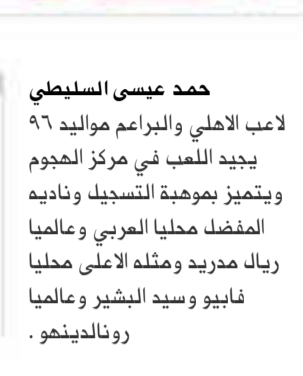 حمد عيسى السليطي
لاعب الاهلي والبراعم مواليد ٩٦
يجيد اللعب في مركز الهجوم
ويتميز بموهبة التسجيل وناديه
المفضل محليا العربي وعالميا
ريال مدريد ومثله الاعلى محليا
فابيو وسيد البشير وعالميا
رونالدينهو .